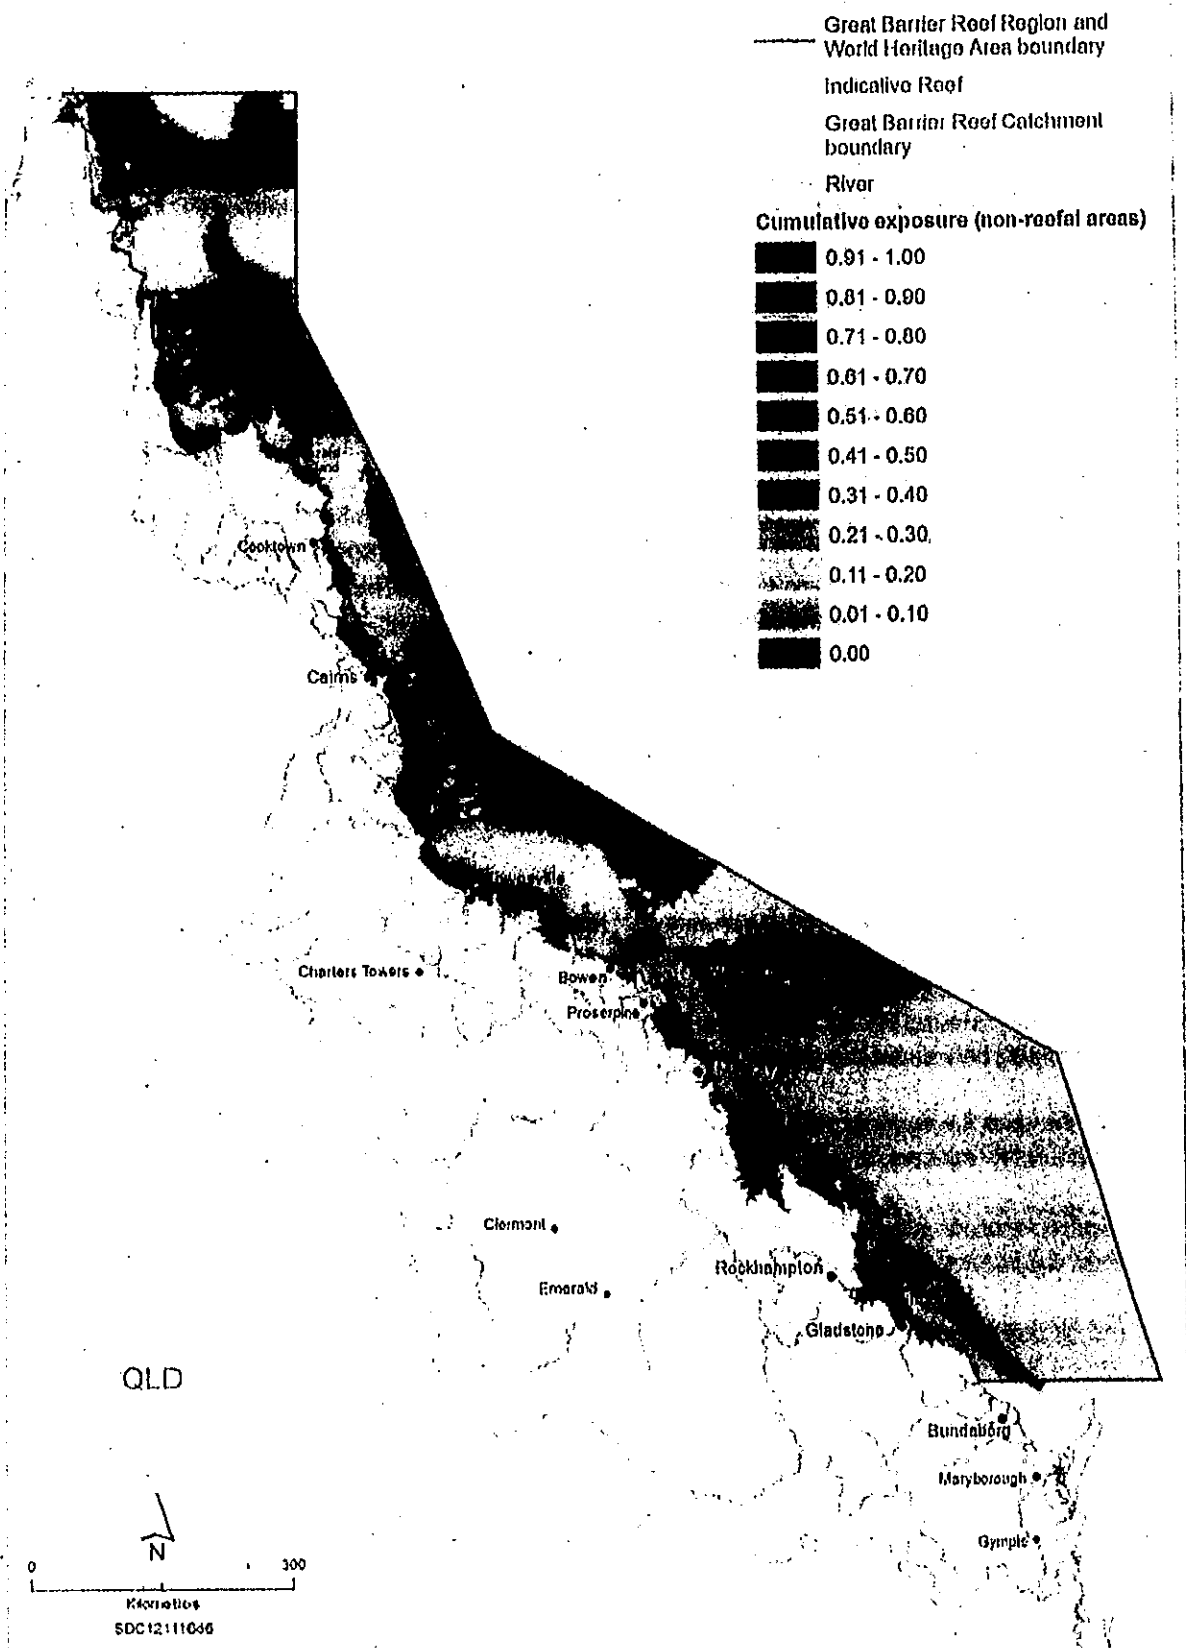 Great Barrier Reef Region and
World Heritage Area boundary
Indicative Reef
Great Barrier Reef Catchment
boundary
River
Cumulative exposure (non-reefal areas)
0.91 - 1.00
0.81 - 0.90
0.71 - 0.80
0.61 - 0.70
0.51 - 0.60
0.41 - 0.50
0.31 - 0.40
0.21 - 0.30
0.11 - 0.20
0.01 - 0.10
0.00
Cooktown
Cairns
Charters Towers
Bowen
Proserpine
Clermont
Emerald
Rockhampton
Gladstone
QLD
Bundaberg
Maryborough
Gympie
N
0 300
Kilometres